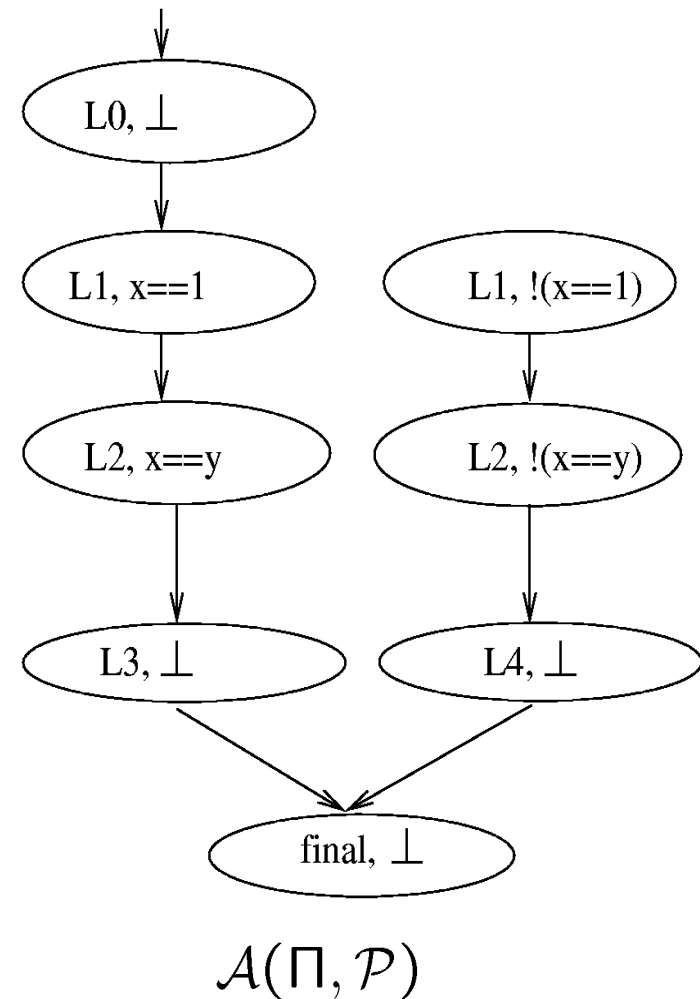 L0, ⊥
L1, x==1
L1, !(x==1)
L2, x==y
L2, !(x==y)
L3, ⊥
L4, ⊥
final, ⊥
𝒜(Π, 𝒫)